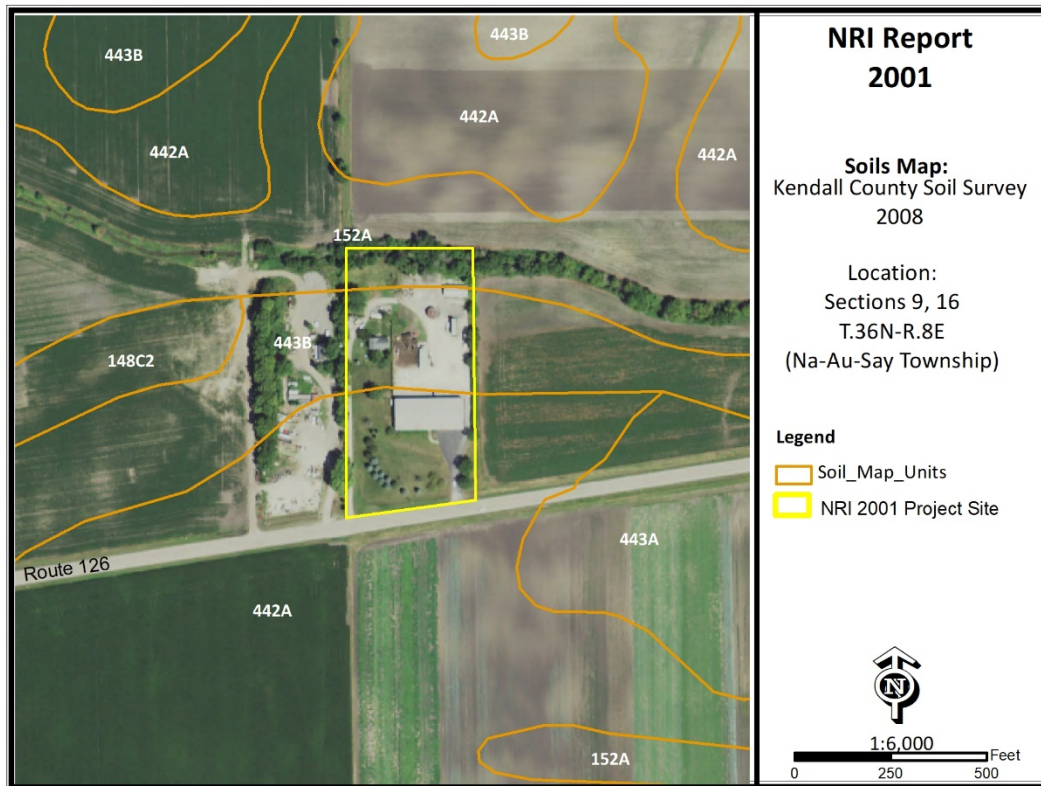 443B
443B
442A
442A
442A
152A
443B
148C2
443A
Route 126
442A
152A
NRI Report
2001
Soils Map:
Kendall County Soil Survey
2008
Location:
Sections 9, 16
T.36N-R.8E
(Na-Au-Say Township)
Legend
Soil_Map_Units
NRI 2001 Project Site
N
1:6,000
Feet
0 250 500